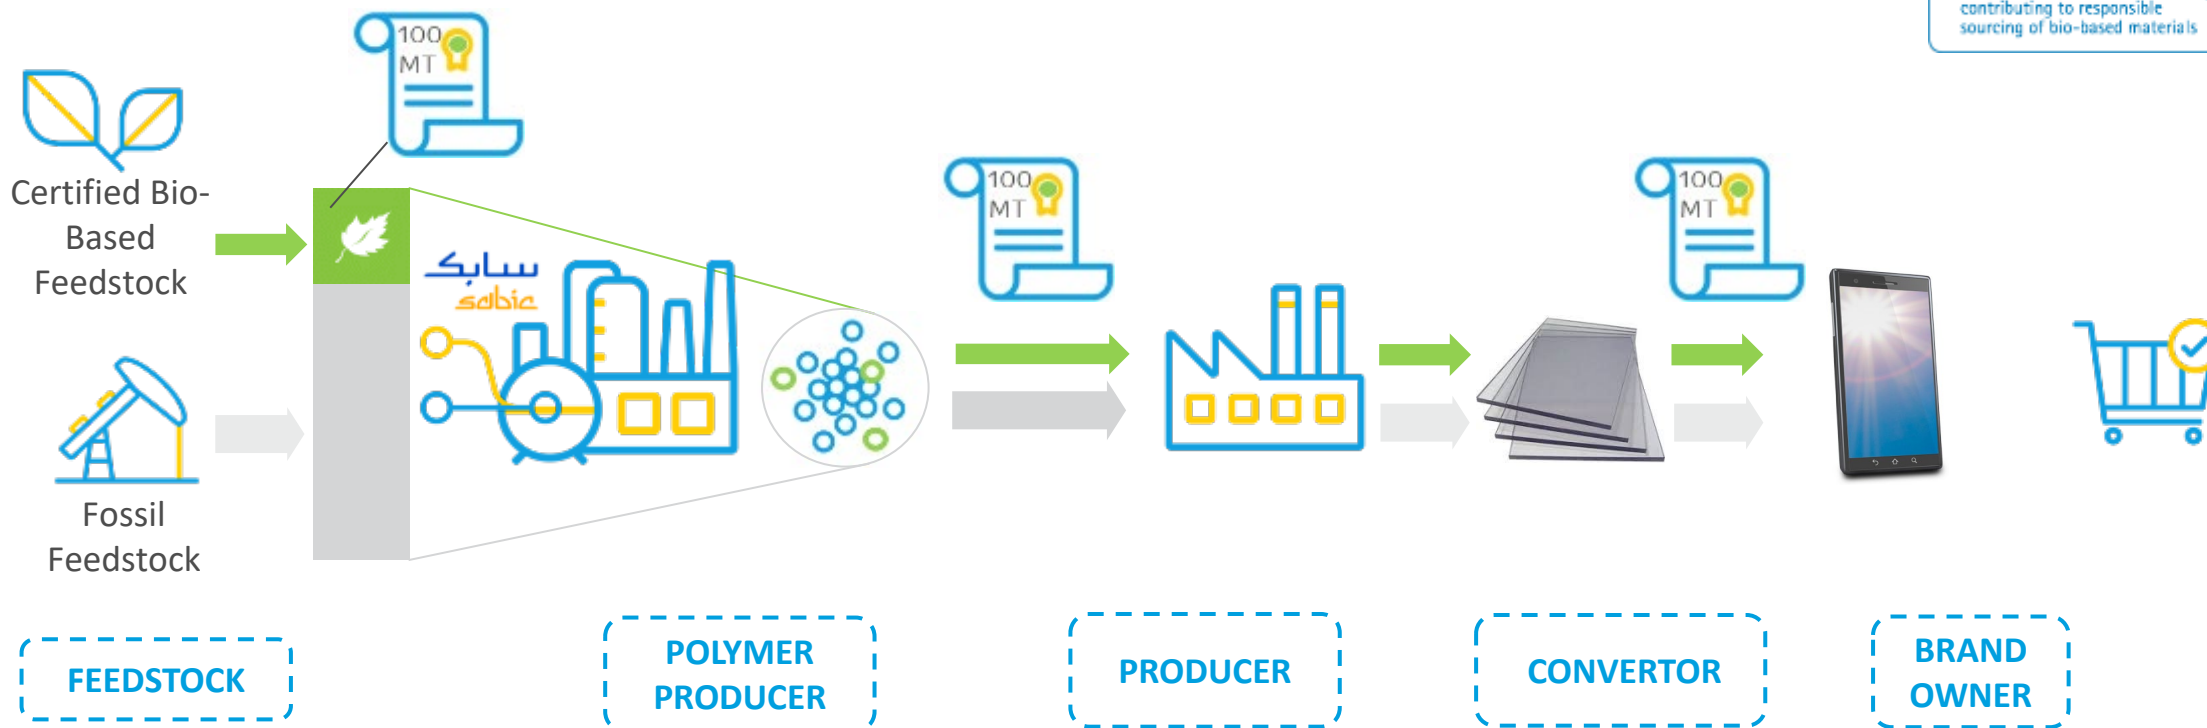 contributing to responsible
sourcing of bio-based materials
100
MT
Certified Bio-
Based
Feedstock
سابك
sabic
100
MT
100
MT
Fossil
Feedstock
FEEDSTOCK
POLYMER
PRODUCER
PRODUCER
CONVERTOR
BRAND
OWNER